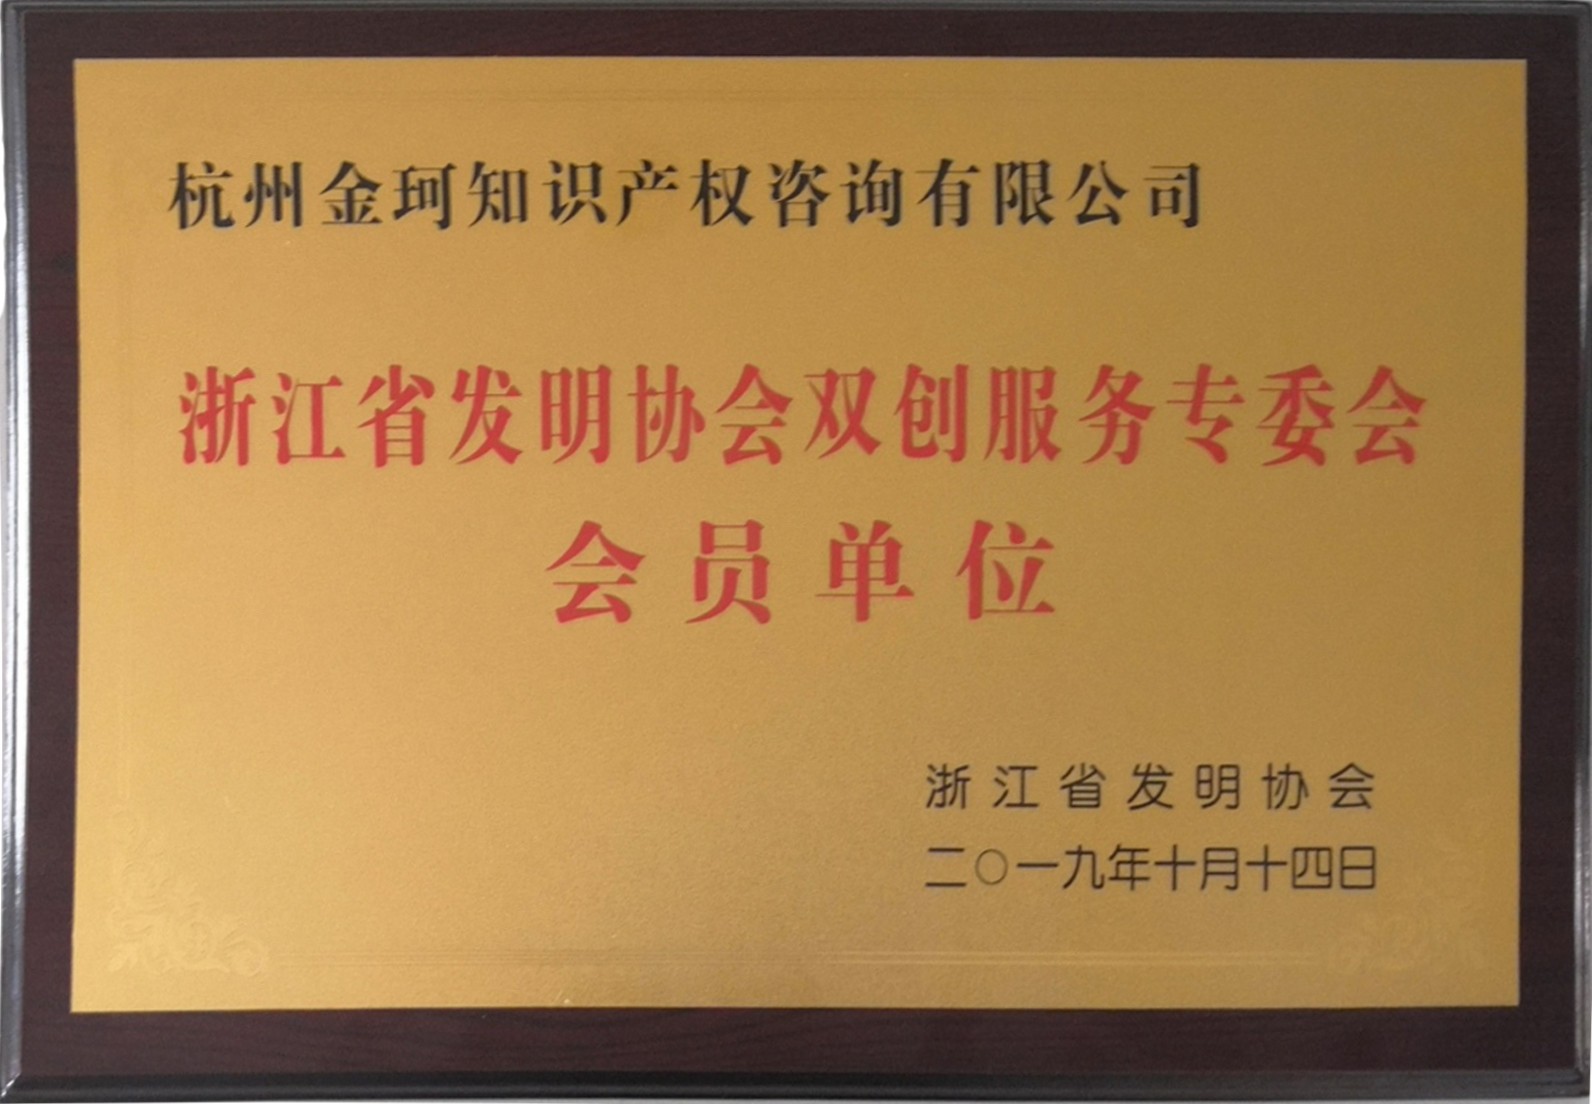 杭州金珂知识产权咨询有限公司
浙江省发明协会双创服务专委会
会员单位
浙江省发明协会
二〇一九年十月十四日